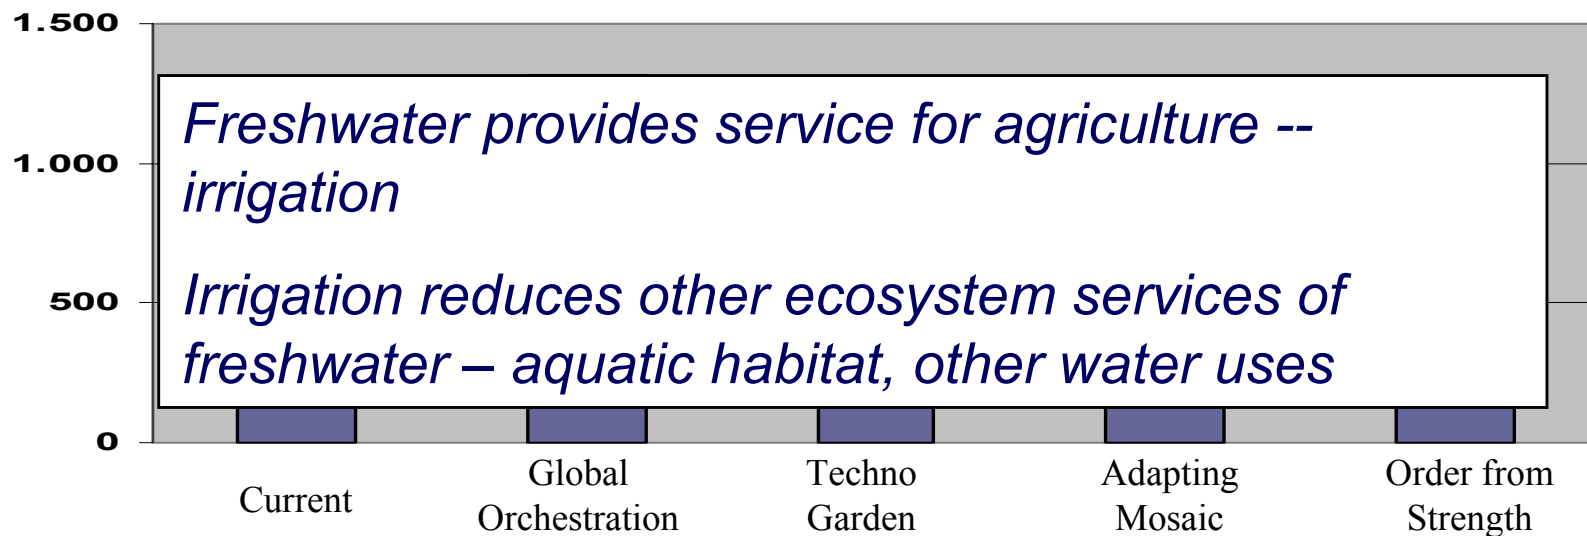 1.500
Freshwater provides service for agriculture --
1.000
irrigation
500
Irrigation reduces other ecosystem services of
freshwater – aquatic habitat, other water uses
0
Current
Global
Orchestration
Techno
Garden
Adapting
Mosaic
Order from
Strength